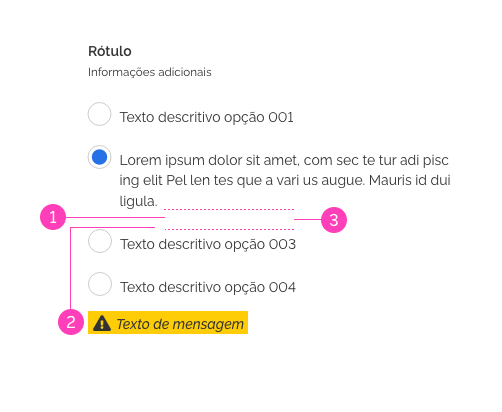 Rótulo
Informações adicionais
Texto descritivo opção 001
Lorem ipsum dolor sit amet, com sec te tur adi pisc
ing elit Pel len tes que a vari us augue. Mauris id dui
ligula.
1
3
Texto descritivo opção 003
Texto descritivo opção 004
2
Texto de mensagem